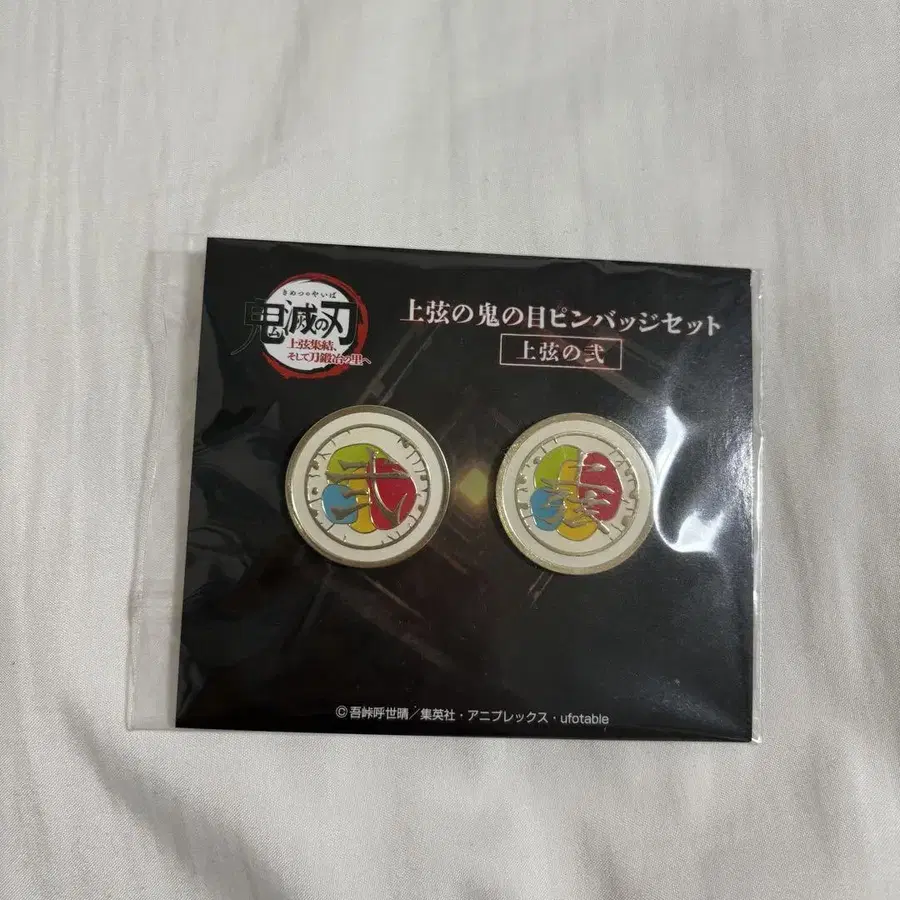 きめつのやいば
鬼滅の刃
上弦集結、
そして刀鍛冶の里へ
上弦の鬼の目ピンバッジセット
上弦の弐
弐
上弦
©吾峠呼世晴／集英社・アニプレックス・ufotable